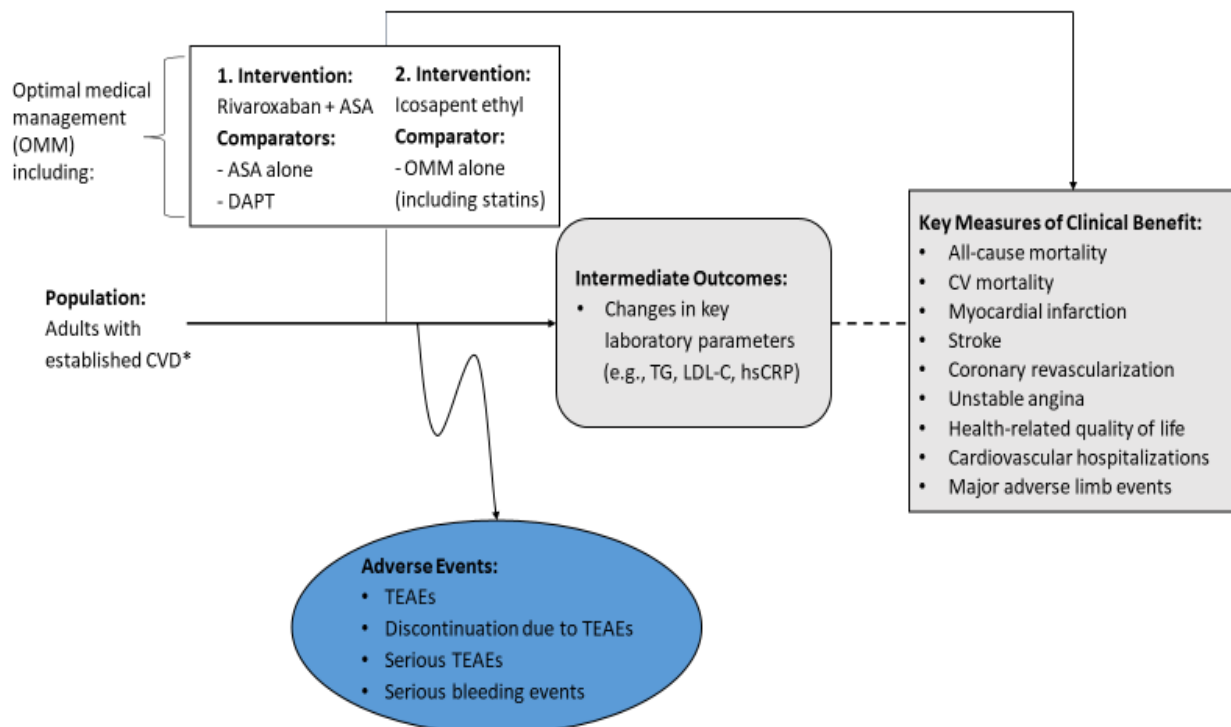 Optimal medical
management
(OMM)
including:
1. Intervention:
Rivaroxaban + ASA
Comparators:
- ASA alone
- DAPT
2. Intervention:
Icosapent ethyl
Comparator:
- OMM alone
(including statins)
Population:
Adults with
established CVD*
Intermediate Outcomes:
• Changes in key
laboratory parameters
(e.g., TG, LDL-C, hsCRP)
Key Measures of Clinical Benefit:
• All-cause mortality
• CV mortality
• Myocardial infarction
• Stroke
• Coronary revascularization
• Unstable angina
• Health-related quality of life
• Cardiovascular hospitalizations
• Major adverse limb events
Adverse Events:
• TEAEs
• Discontinuation due to TEAEs
• Serious TEAEs
• Serious bleeding events